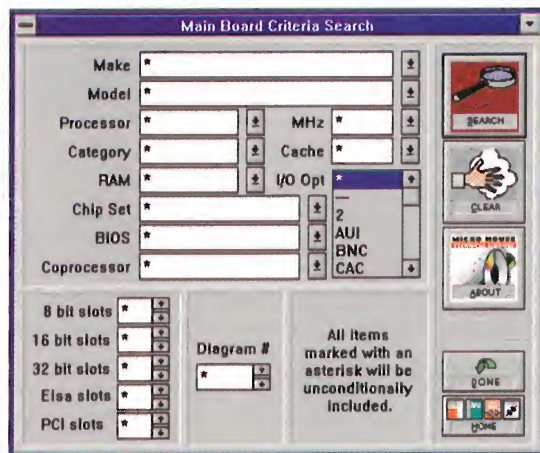 Main Board Criteria Search
Make *
Model *
Processor * MHz *
Category * Cache *
RAM * I/O Opt *
—
2
AUI
BNC
CAC
Chip Set *
BIOS *
Coprocessor *
8 bit slots *
16 bit slots *
32 bit slots *
Eisa slots *
PCI slots *
Diagram #
*
All items
marked with an
asterisk will be
unconditionally
included.
SEARCH
CLEAR
MICRO HOUSE
ABOUT
DONE
HOME